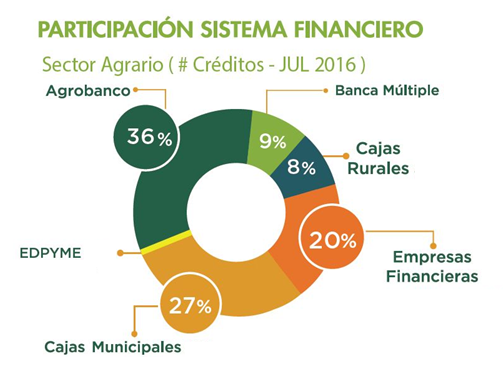 PARTICIPACIÓN SISTEMA FINANCIERO
Sector Agrario ( # Créditos - JUL 2016 )
Agrobanco
Banca Múltiple
36%
9%
Cajas
Rurales
8%
20%
Empresas
Financieras
EDPYME
27%
Cajas Municipales